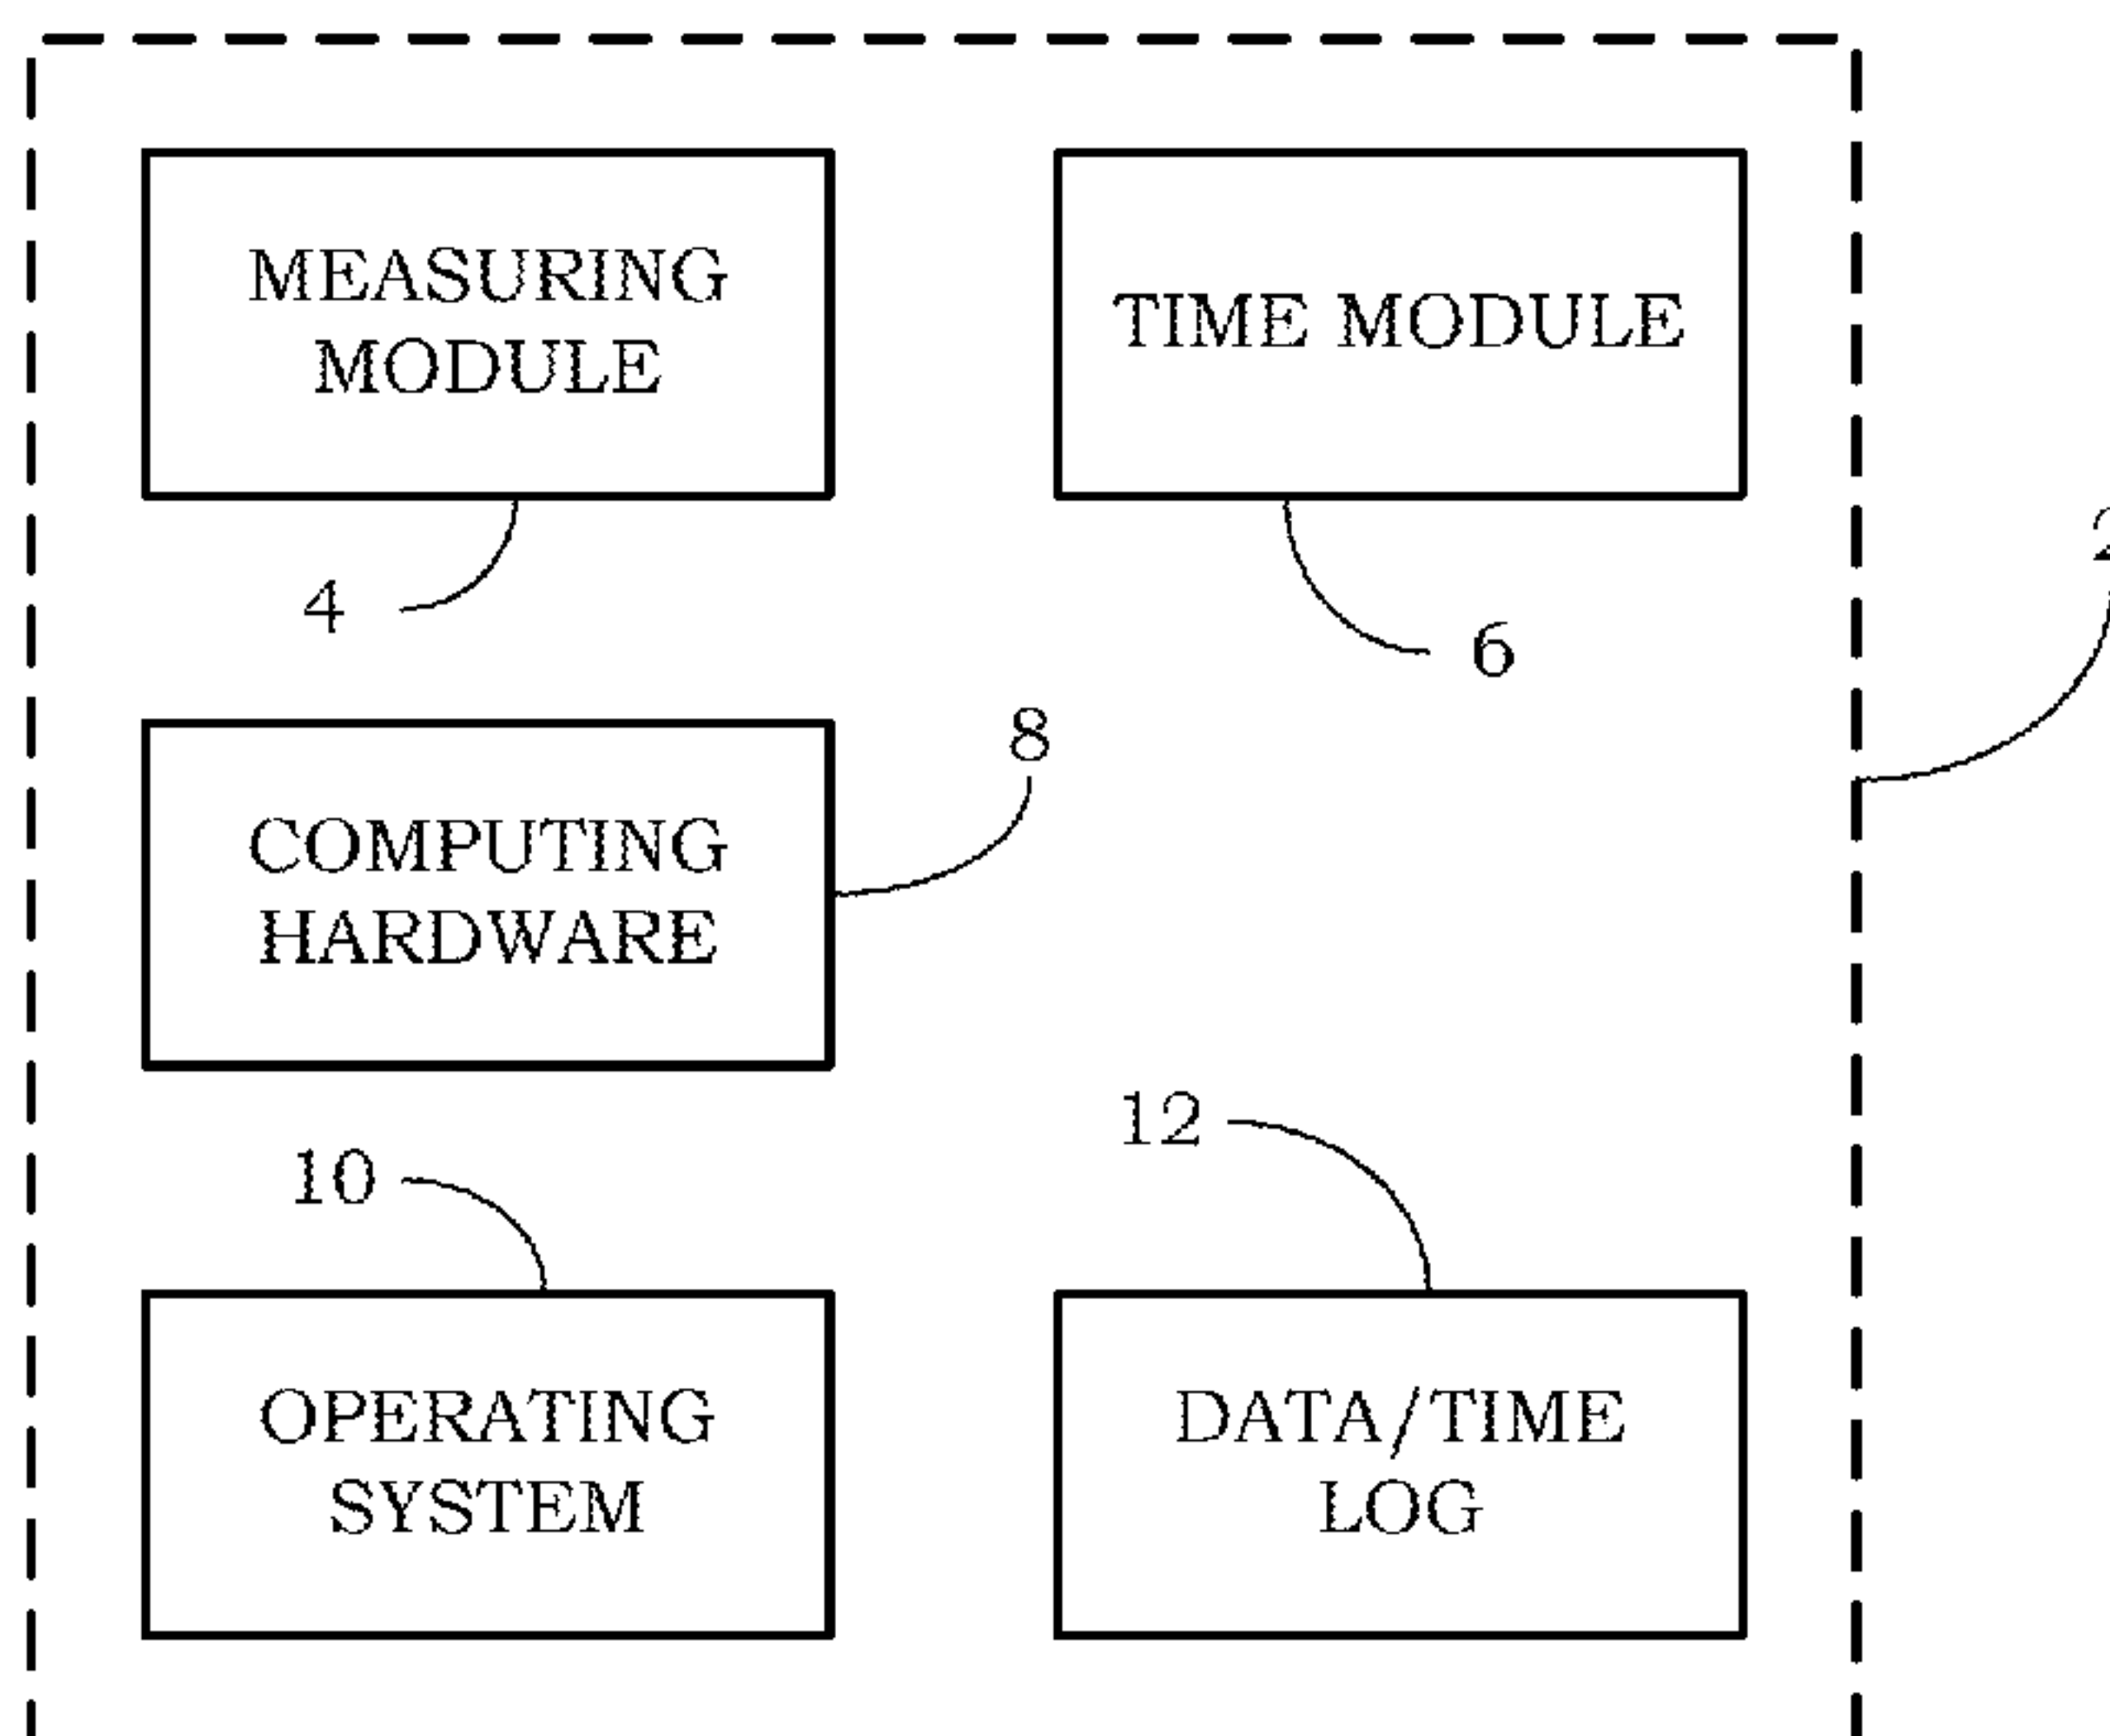 MEASURING
MODULE
TIME MODULE
4
6
8
COMPUTING
HARDWARE
12
10
OPERATING
SYSTEM
DATA/TIME
LOG